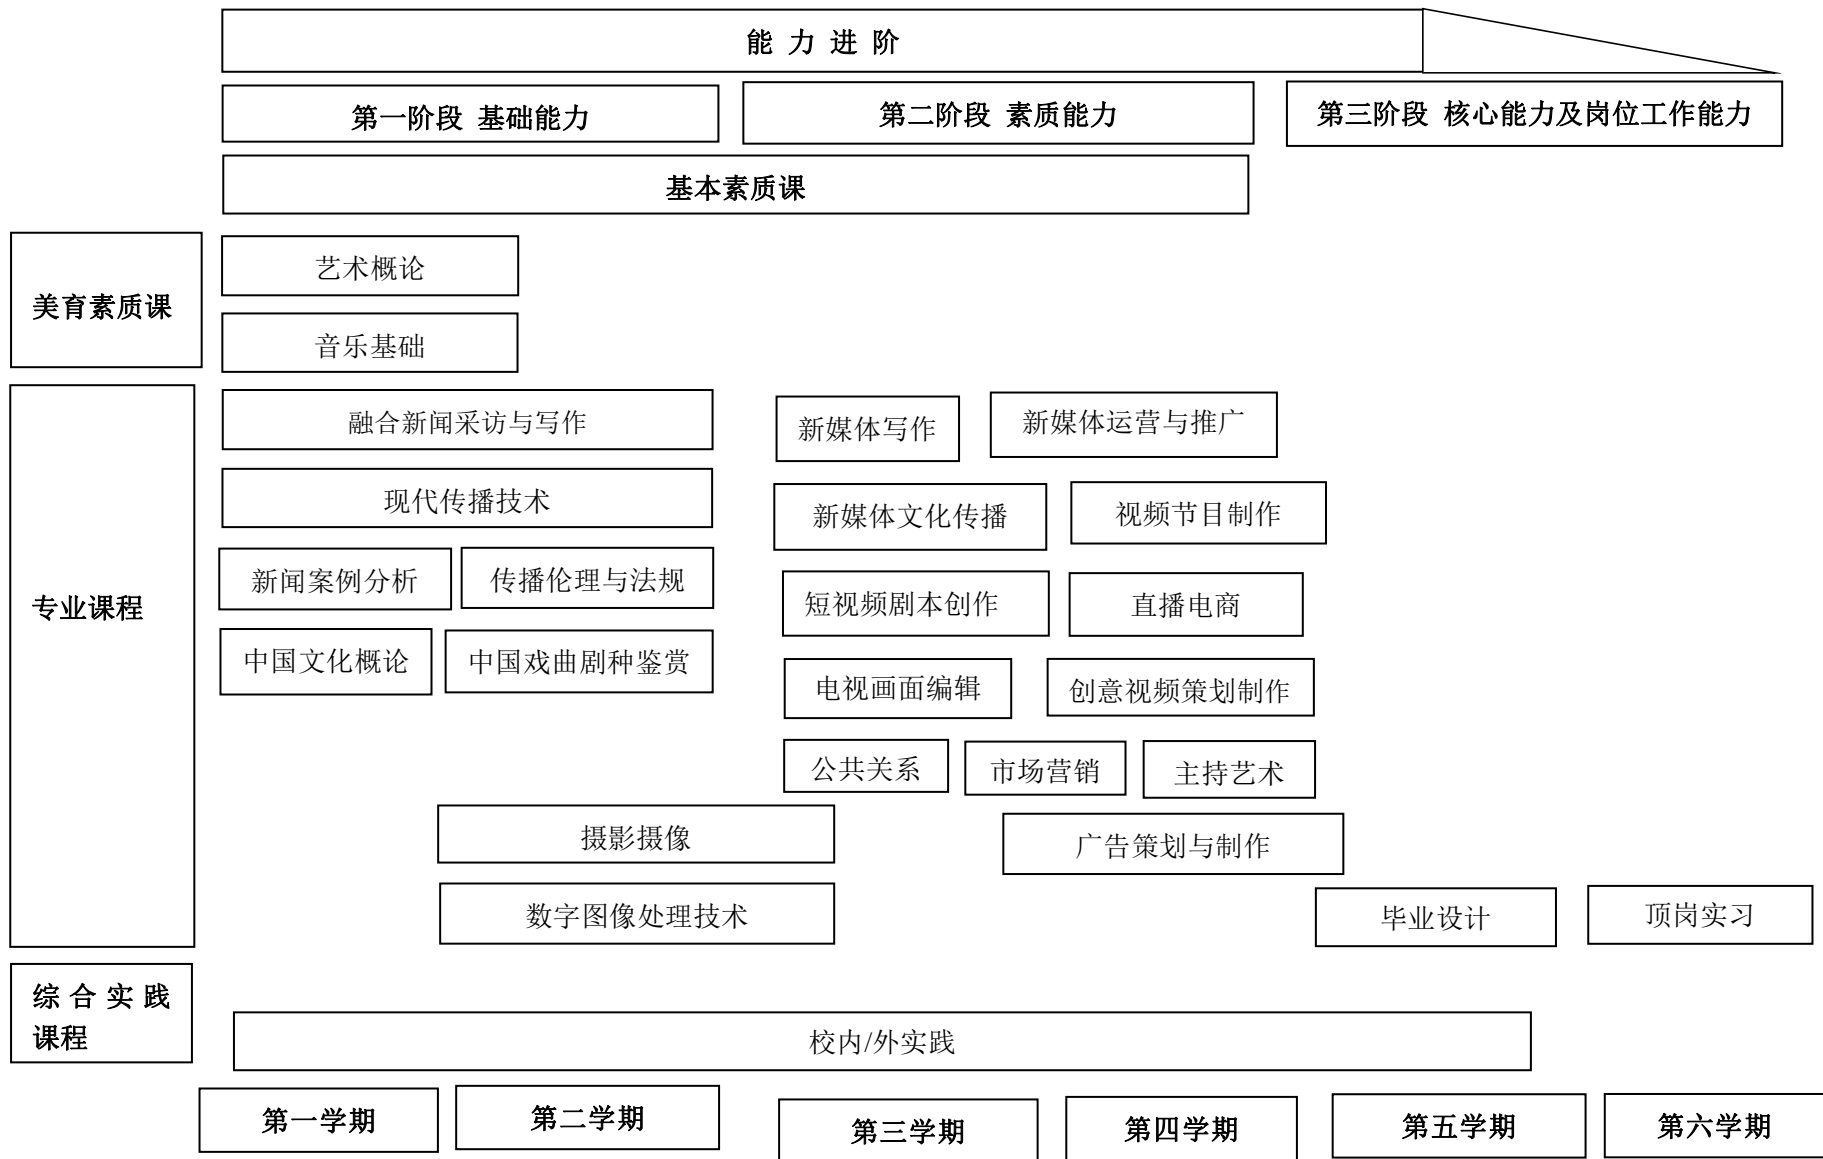 能 力 进 阶
第一阶段 基础能力
第二阶段 素质能力
第三阶段 核心能力及岗位工作能力
基本素质课
美育素质课
艺术概论
音乐基础
专业课程
融合新闻采访与写作
新媒体写作
新媒体运营与推广
现代传播技术
新媒体文化传播
视频节目制作
新闻案例分析
传播伦理与法规
短视频剧本创作
直播电商
中国文化概论
中国戏曲剧种鉴赏
电视画面编辑
创意视频策划制作
公共关系
市场营销
主持艺术
摄影摄像
广告策划与制作
数字图像处理技术
毕业设计
顶岗实习
综 合 实 践
课程
校内/外实践
第一学期
第二学期
第三学期
第四学期
第五学期
第六学期